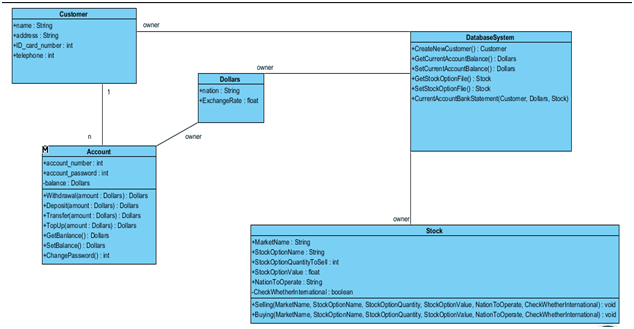 Customer
+name : String
+address : String
+ID_card_number : int
+telephone : int
owner
DatabaseSystem
+CreateNewCustomer() : Customer
+GetCurrentAccountBalance() : Dollars
+SetCurrentAccountBalance() : Dollars
+GetStockOptionFile() : Stock
+SetStockOptionFlie() : Stock
+CurrentAccountBankStatement(Customer, Dollars, Stock)
owner
Dollars
+nation : String
+ExchangeRate : float
1
n
owner
M
Account
+account_number : int
+account_password : int
-balance : Dollars
+Withdrawal(amount : Dollars) : Dollars
+Deposit(amount : Dollars) : Dollars
+Transfer(amount : Dollars) : Dollars
+TopUp(amount : Dollars) : Dollars
+GetBanlance() : Dollars
+SetBalance() : Dollars
+ChangePassword() : int
owner
Stock
+MarketName : String
+StockOptionName : String
+StockOptionQuantityToSell : int
+StockOptionValue : float
+NationToOperate : String
-CheckWhetherInternational : boolean
+Selling(MarketName, StockOptionName, StockOptionQuantity, StockOptionValue, NationToOperate, CheckWhetherInternational) : void
+Buying(MarketName, StockOptionName, StockOptionQuantity, StockOptionValue, NationToOperate, CheckWhetherInternational) : void